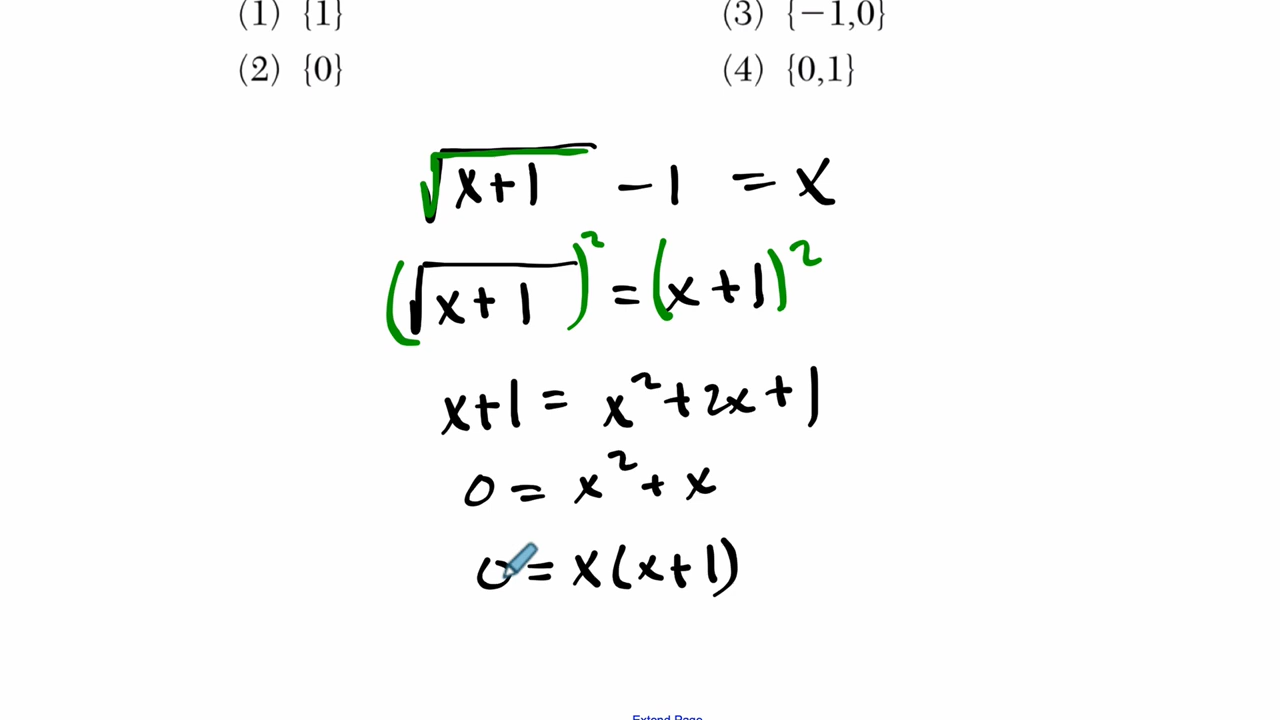 (1) {1}
(3) {−1,0}
(2) {0}
(4) {0,1}
√(x+1) − 1 = x
(√(x+1))² = (x+1)²
x+1 = x²+2x+1
0 = x²+x
0 = x(x+1)
Extend Page